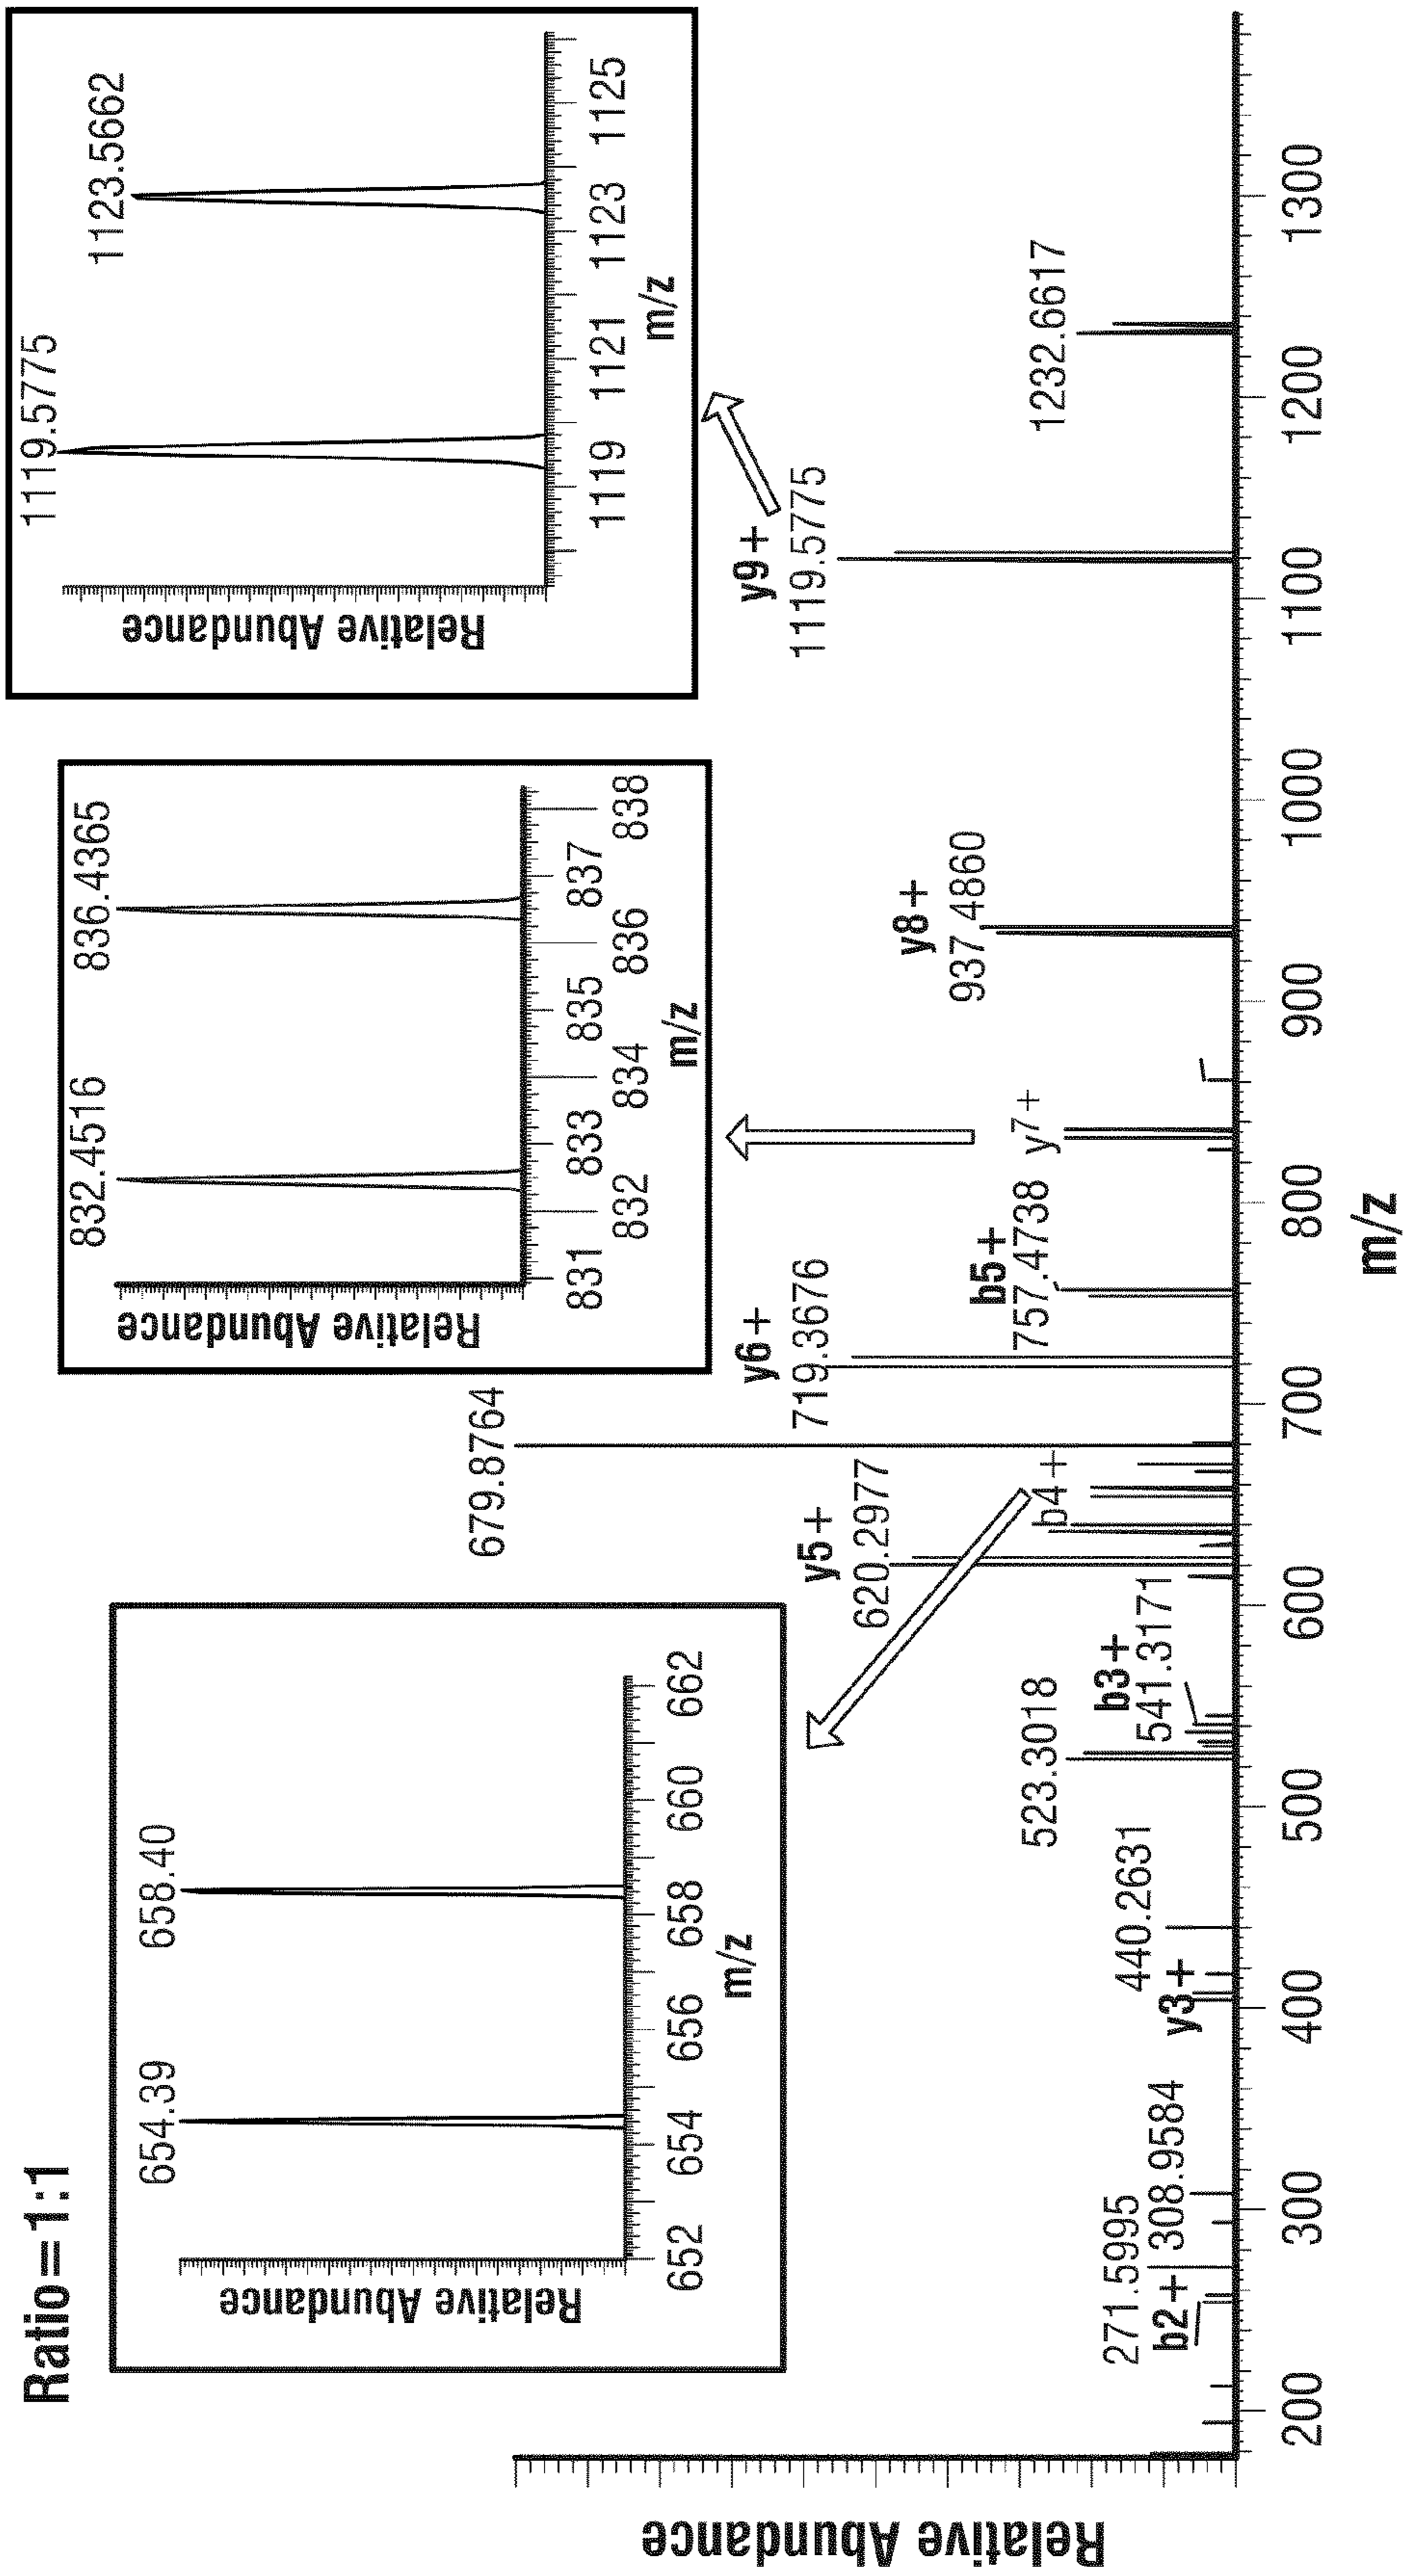 Ratio=1:1
654.39
658.40
Relative Abundance
652 654 656 658 660 662
m/z
832.4516
836.4365
Relative Abundance
831 833 835 837
832 834 836 838
m/z
1119.5775
1123.5662
Relative Abundance
1119 1121 1123 1125
m/z
Relative Abundance
271.5995
b2+
308.9584
y3+
440.2631
523.3018
b3+
541.3171
y5+
620.2977
b4+
679.8764
y6+
719.3676
b5+
757.4738
y7+
y8+
937.4860
y9+
1119.5775
1232.6617
200 300 400 500 600 700 800 900 1000 1100 1200 1300
m/z